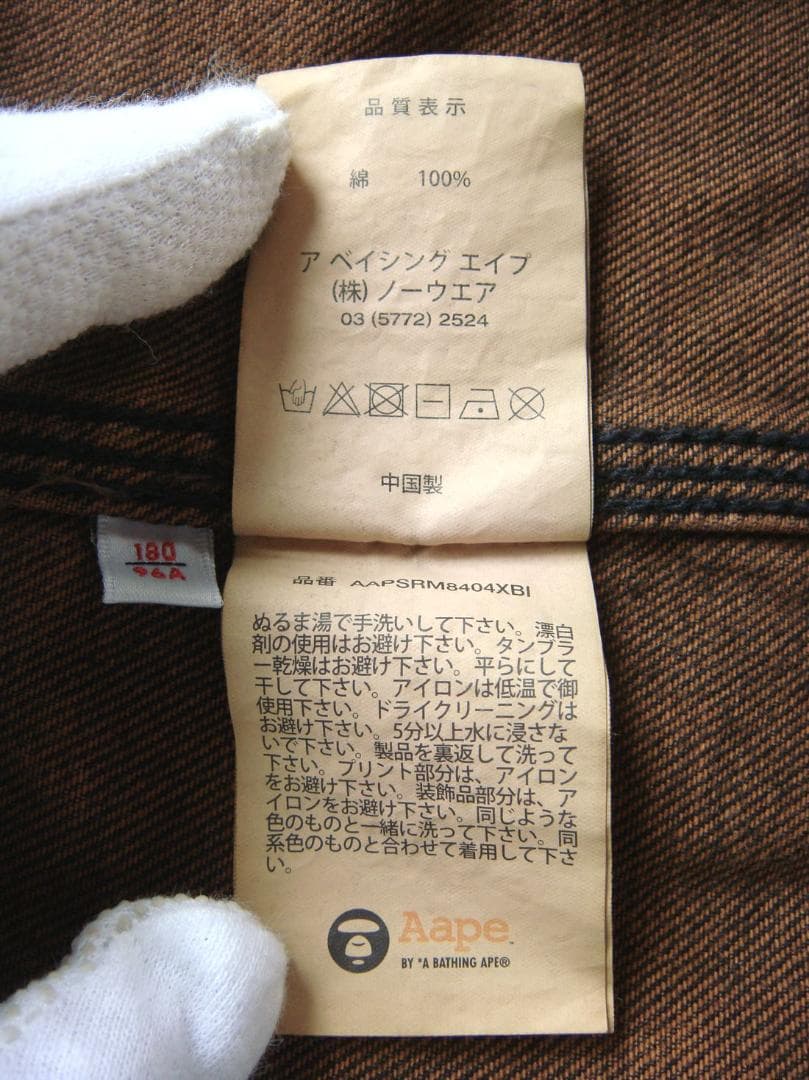 品質表示
綿 100%
ア ベイシング エイプ
(株) ノーウエア
03 (5772) 2524
中国製
180
96A
品番 AAPSRM8404XBI
ぬるま湯で手洗いして下さい。漂白
剤の使用はお避け下さい。タンブラ
ー乾燥はお避け下さい。平らにして
干して下さい。アイロンは低温で御
使用下さい。ドライクリーニングは
お避け下さい。5分以上水に浸さな
いで下さい。製品を裏返して洗って
下さい。プリント部分は、アイロン
をお避け下さい。装飾品部分は、ア
イロンをお避け下さい。同じような
色のものと一緒に洗って下さい。同
系色のものと合わせて着用して下さ
い。
Aape™
BY *A BATHING APE®